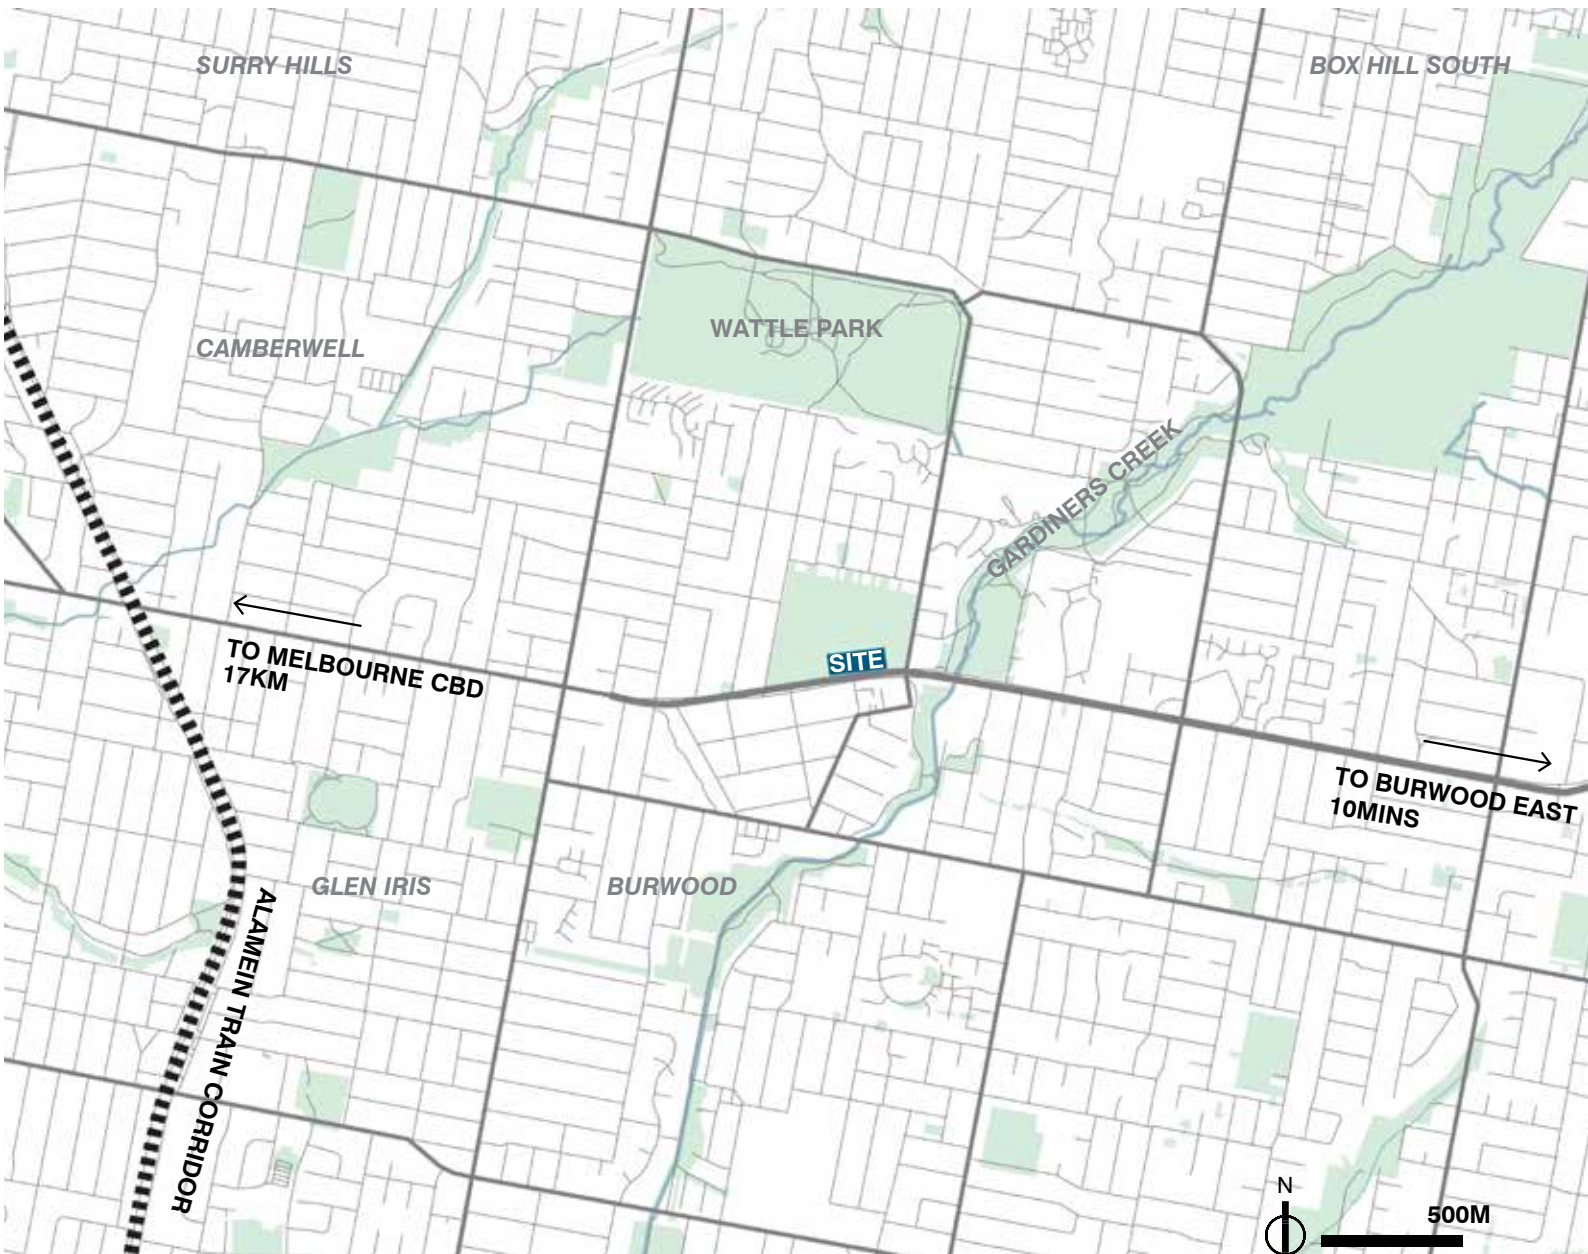 SURRY HILLS
BOX HILL SOUTH
WATTLE PARK
CAMBERWELL
GARDINERS CREEK
TO MELBOURNE CBD
17KM
SITE
TO BURWOOD EAST
10MINS
GLEN IRIS
BURWOOD
ALAMEIN TRAIN CORRIDOR
N
500M